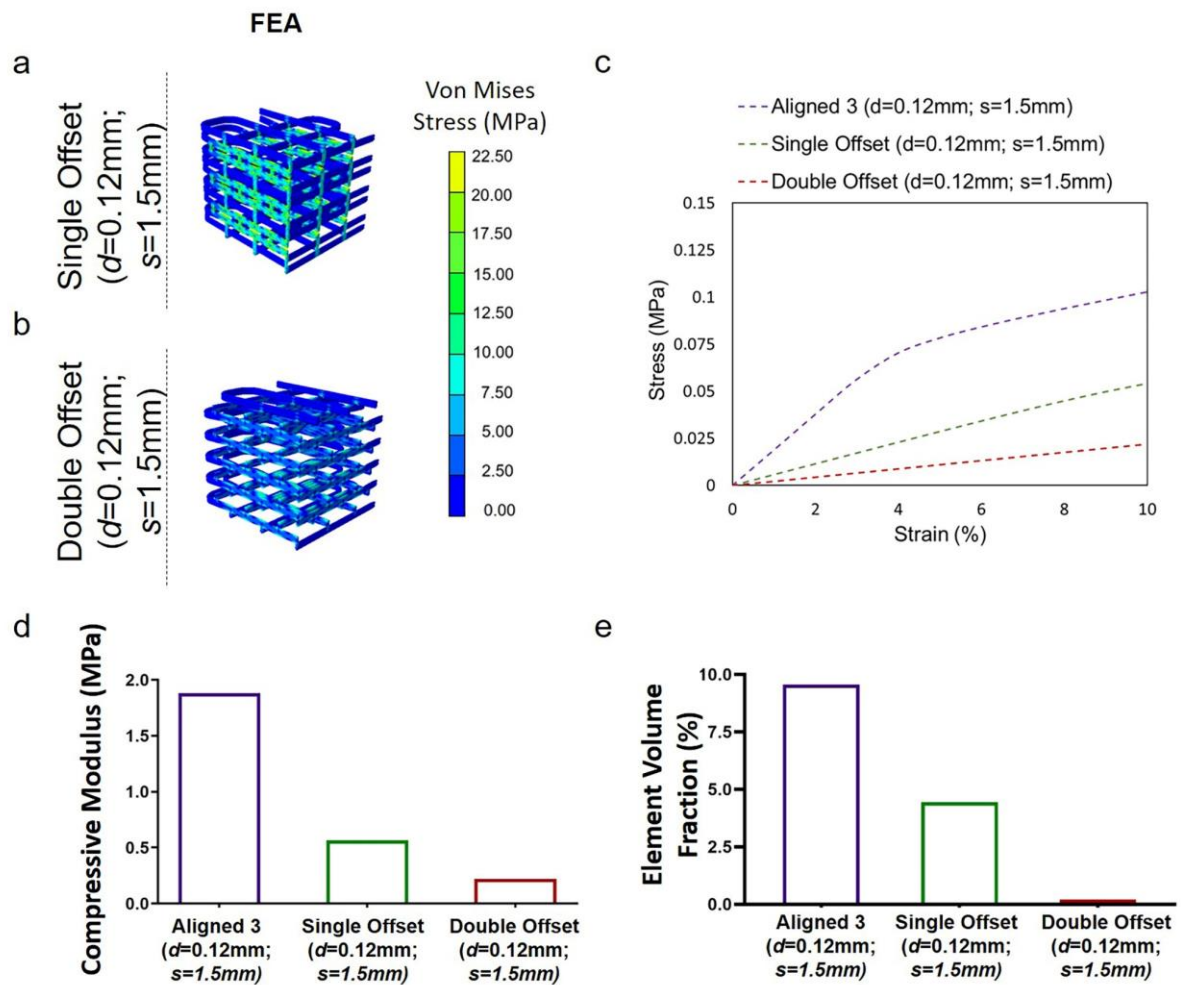 FEA
a
Single Offset
(d=0.12mm;
s=1.5mm)
Von Mises
Stress (MPa)
22.50
20.00
17.50
15.00
12.50
10.00
7.50
5.00
2.50
0.00
b
Double Offset
(d=0.12mm;
s=1.5mm)
c
Aligned 3 (d=0.12mm; s=1.5mm)
Single Offset (d=0.12mm; s=1.5mm)
Double Offset (d=0.12mm; s=1.5mm)
0.15
0.125
0.1
0.075
0.05
0.025
0
Stress (MPa)
0 2 4 6 8 10
Strain (%)
d
Compressive Modulus (MPa)
2.0
1.5
1.0
0.5
0.0
Aligned 3 Single Offset Double Offset
(d=0.12mm; (d=0.12mm; (d=0.12mm;
s=1.5mm) s=1.5mm) s=1.5mm)
e
Element Volume
Fraction (%)
10.0
7.5
5.0
2.5
0.0
Aligned 3 Single Offset Double Offset
(d=0.12mm; (d=0.12mm; (d=0.12mm;
s=1.5mm) s=1.5mm) s=1.5mm)